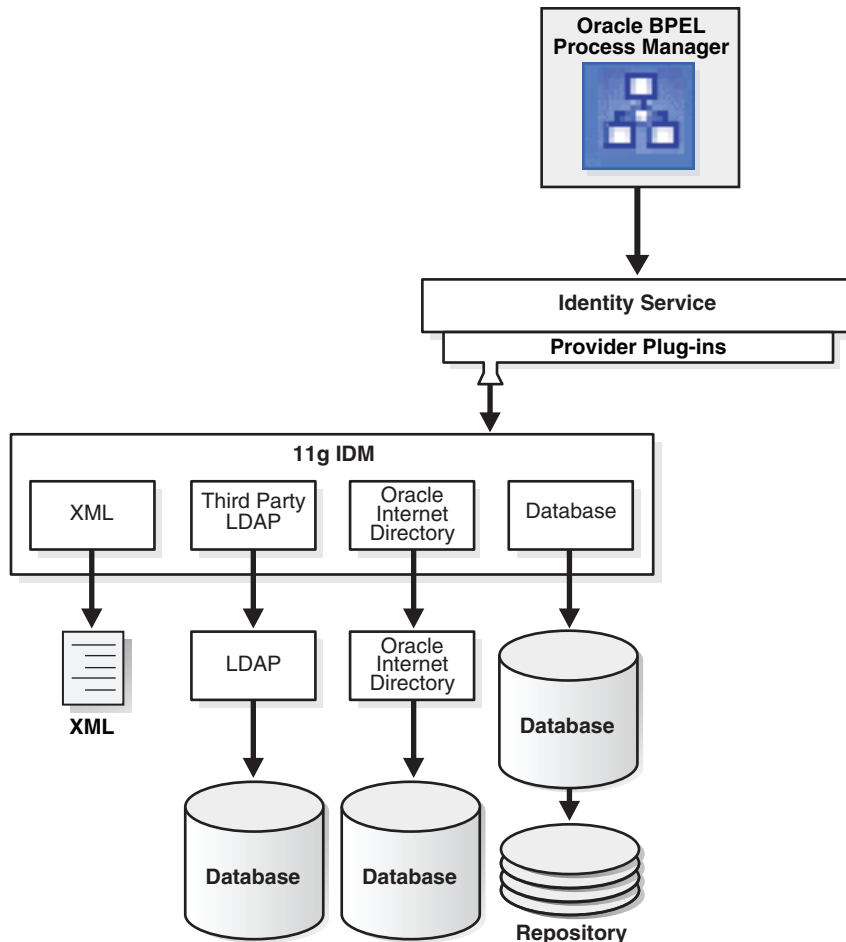 Oracle BPEL
Process Manager
Identity Service
Provider Plug-ins
11g IDM
XML
Third Party
LDAP
Oracle
Internet
Directory
Database
XML
LDAP
Oracle
Internet
Directory
Database
Database
Database
Repository